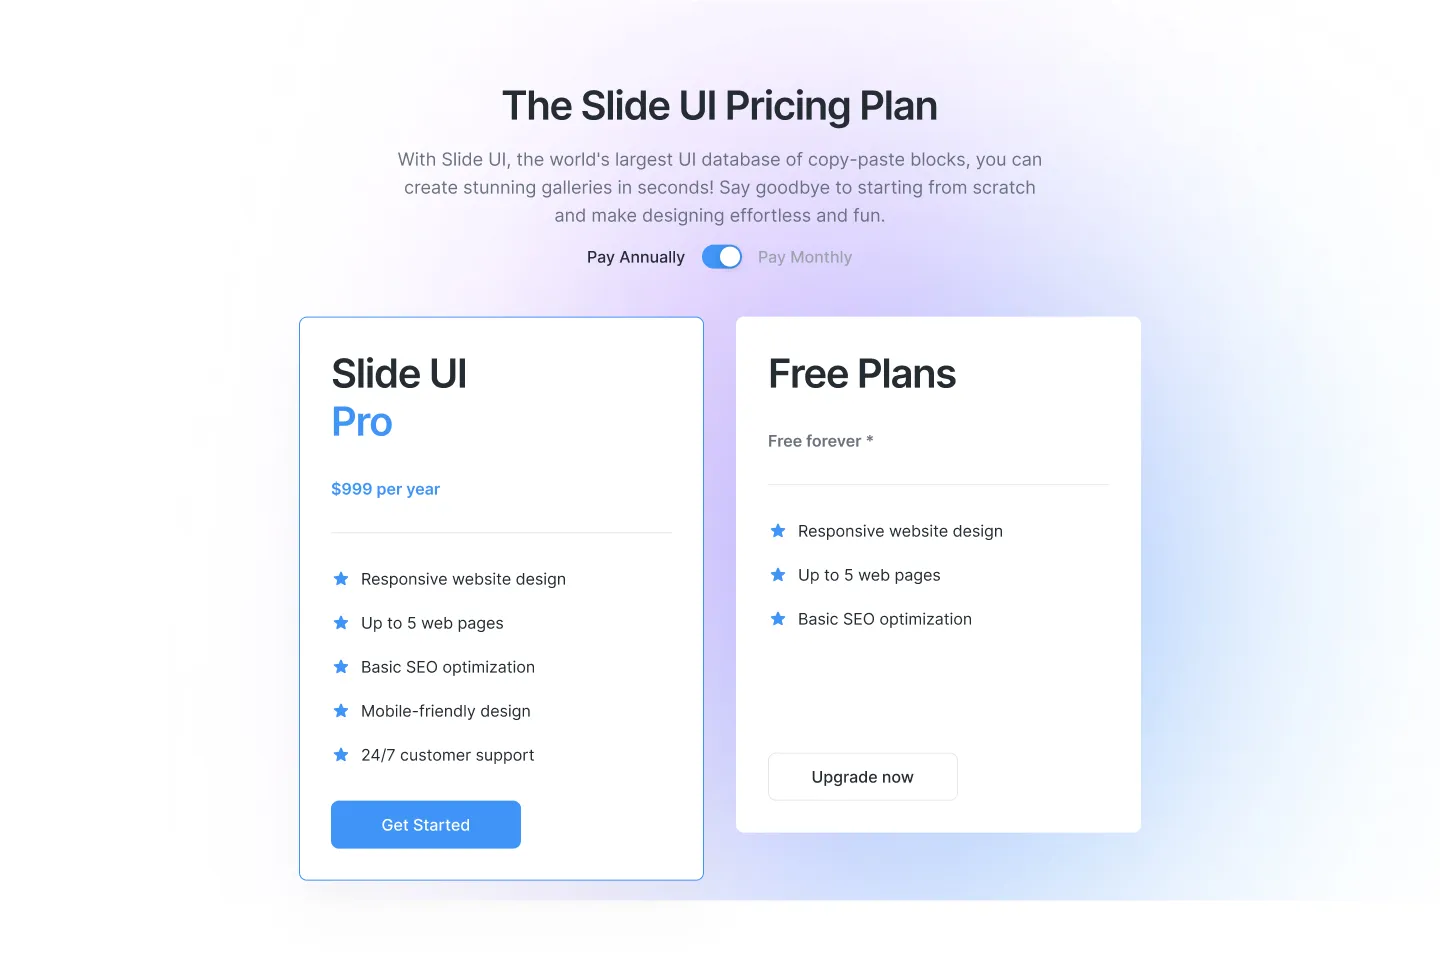 The Slide UI Pricing Plan
With Slide UI, the world's largest UI database of copy-paste blocks, you can
create stunning galleries in seconds! Say goodbye to starting from scratch
and make designing effortless and fun.
Pay Annually
Pay Monthly
Slide UI
Pro
$999 per year
Responsive website design
Up to 5 web pages
Basic SEO optimization
Mobile-friendly design
24/7 customer support
Get Started
Free Plans
Free forever *
Responsive website design
Up to 5 web pages
Basic SEO optimization
Upgrade now